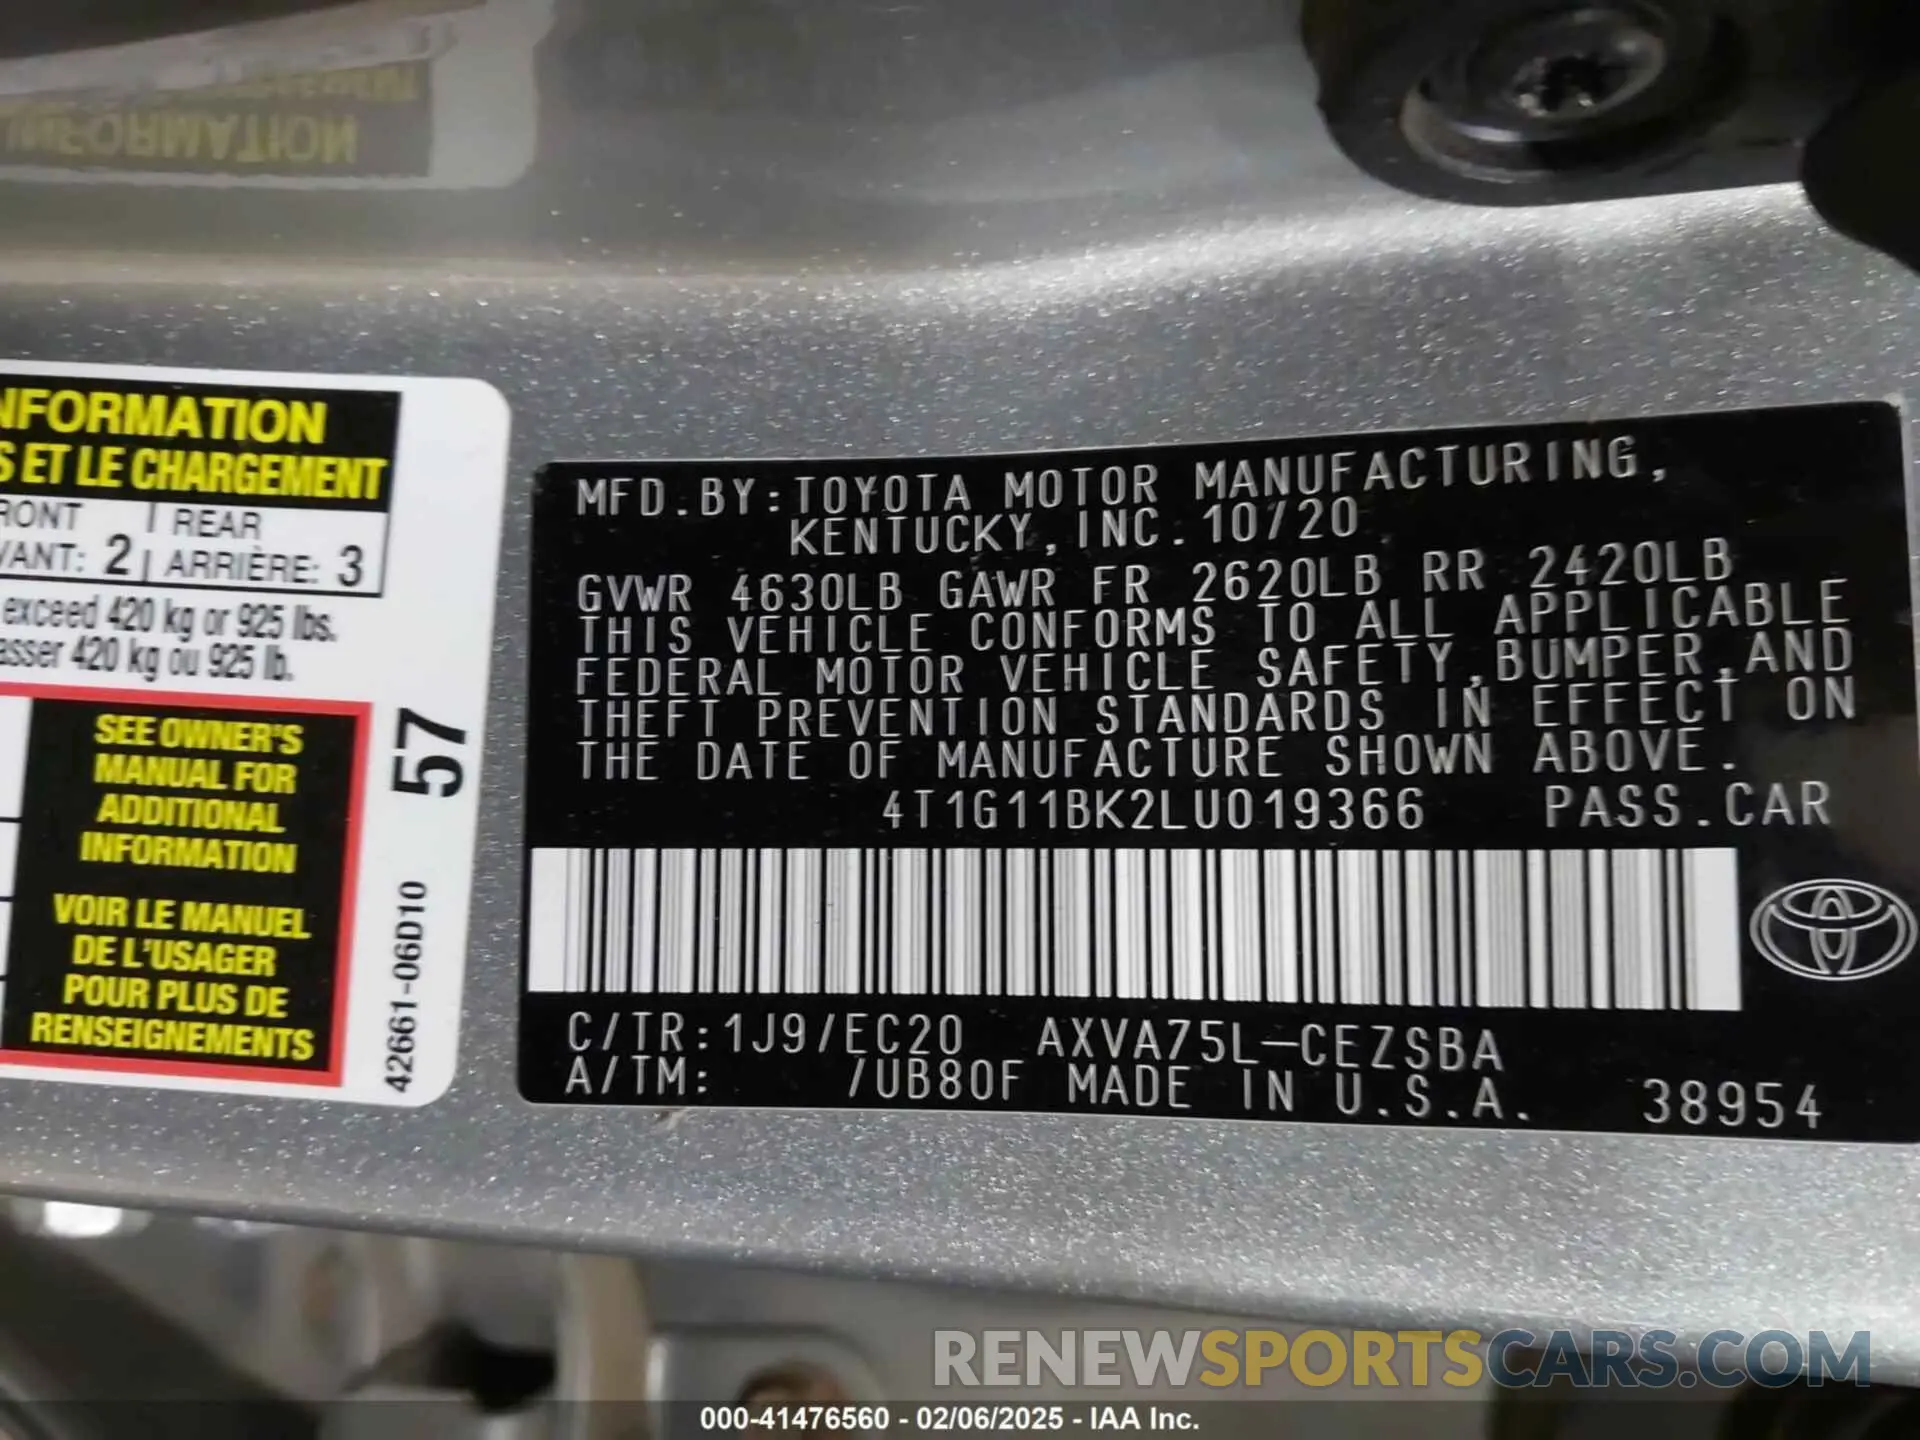 INFORMATION
NFORMATION
S ET LE CHARGEMENT
RONT | REAR
VANT: 2 | ARRIÈRE: 3
exceed 420 kg or 925 lbs.
asser 420 kg ou 925 lb.
SEE OWNER'S
MANUAL FOR
ADDITIONAL
INFORMATION
VOIR LE MANUEL
DE L'USAGER
POUR PLUS DE
RENSEIGNEMENTS
57
42661-06D10
MFD.BY:TOYOTA MOTOR MANUFACTURING,
KENTUCKY,INC.10/20
GVWR 4630LB GAWR FR 2620LB RR 2420LB
THIS VEHICLE CONFORMS TO ALL APPLICABLE
FEDERAL MOTOR VEHICLE SAFETY,BUMPER,AND
THEFT PREVENTION STANDARDS IN EFFECT ON
THE DATE OF MANUFACTURE SHOWN ABOVE.
4T1G11BK2LU019366 PASS.CAR
C/TR:1J9/EC20 AXVA75L-CEZSBA
A/TM: /UB80F MADE IN U.S.A. 38954
RENEWSPORTSCARS.COM
000-41476560 - 02/06/2025 - IAA Inc.